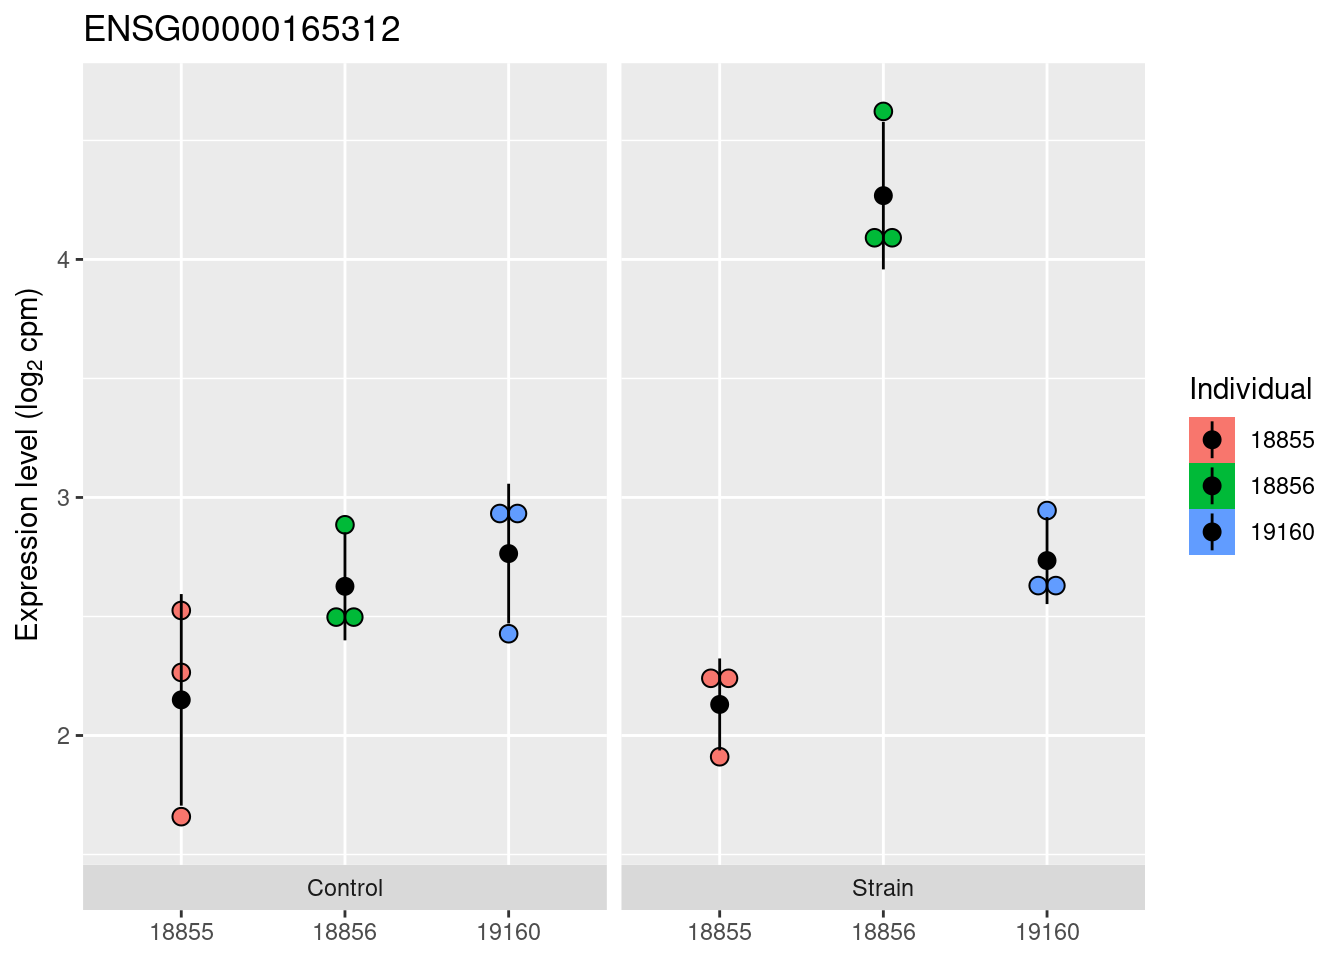 ENSG00000165312
Expression level (log₂ cpm)
4
3
2
Control
Strain
18855
18856
19160
18855
18856
19160
Individual
18855
18856
19160